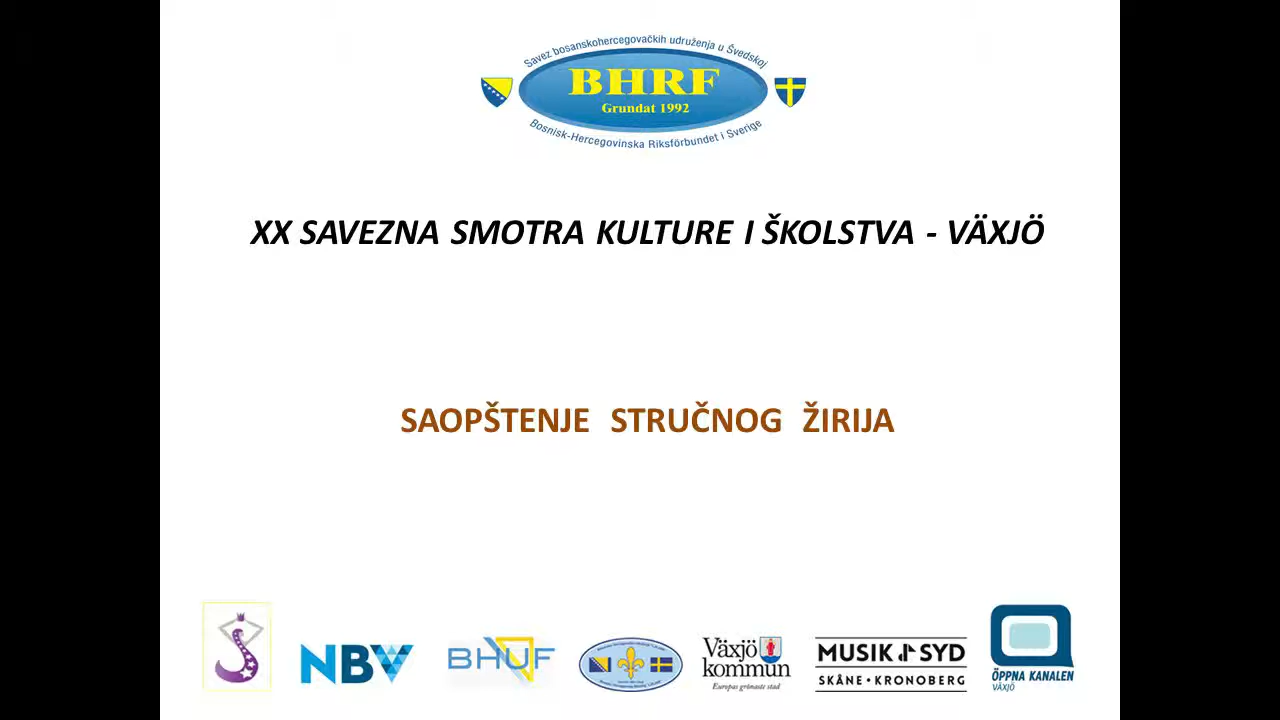 Savez bosanskohercegovačkih udruženja u Švedskoj
BHRF
Grundat 1992
Bosnisk-Hercegovinska Riksförbundet i Sverige
XX SAVEZNA SMOTRA KULTURE I ŠKOLSTVA - VÄXJÖ
SAOPŠTENJE STRUČNOG ŽIRIJA
NBV
BHUF
Växjö
kommun
Europas grönaste stad
MUSIK SYD
SKÅNE • KRONOBERG
ÖPPNA KANALEN
VÄXJÖ